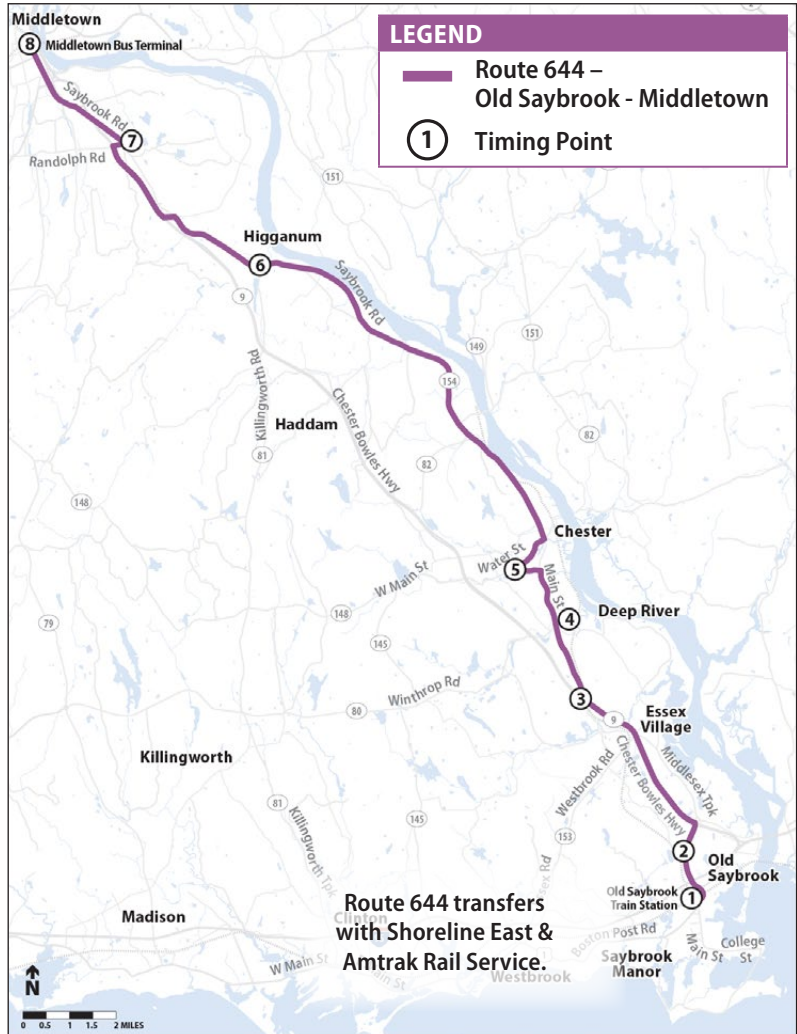 Middletown
8 Middletown Bus Terminal
LEGEND
Route 644 –
Old Saybrook - Middletown
1 Timing Point
Saybrook Rd
7
Randolph Rd
151
Higganum
6
Saybrook Rd
9
149
151
154
Killingworth Rd
Haddam
Chester Bowles Hwy
81
82
82
148
Chester
Water St
5
W Main St
Main St
4
Deep River
148
79
145
Winthrop Rd
3
80
9
Essex
Village
Killingworth
Westbrook Rd
Chester Bowles Hwy
Middlesex Tpk
81
Killingworth Tpk
145
153
2
Old
Saybrook
Old Saybrook
Train Station
1
Route 644 transfers
with Shoreline East &
Amtrak Rail Service.
Madison
Clinton
Boston Post Rd
Main St
College
St
Saybrook
Manor
W Main St
Westbrook
N
0 0.5 1 1.5 2 MILES